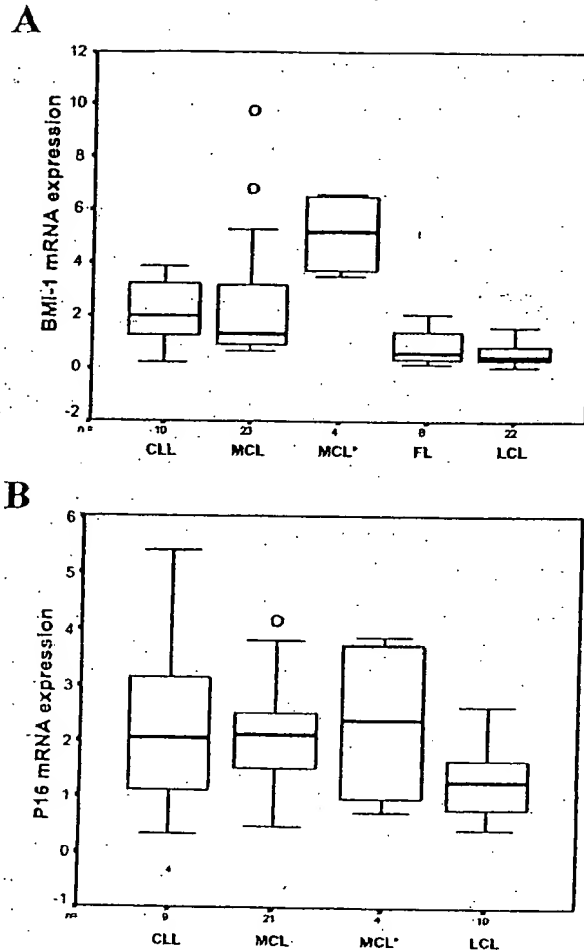 A
12
10
8
6
4
2
0
-2
BMI-1 mRNA expression
n= 10 23 4 8 22
CLL MCL MCL* FL LCL
B
6
5
4
3
2
1
0
-1
P16 mRNA expression
n= 9 21 4 10
CLL MCL MCL* LCL